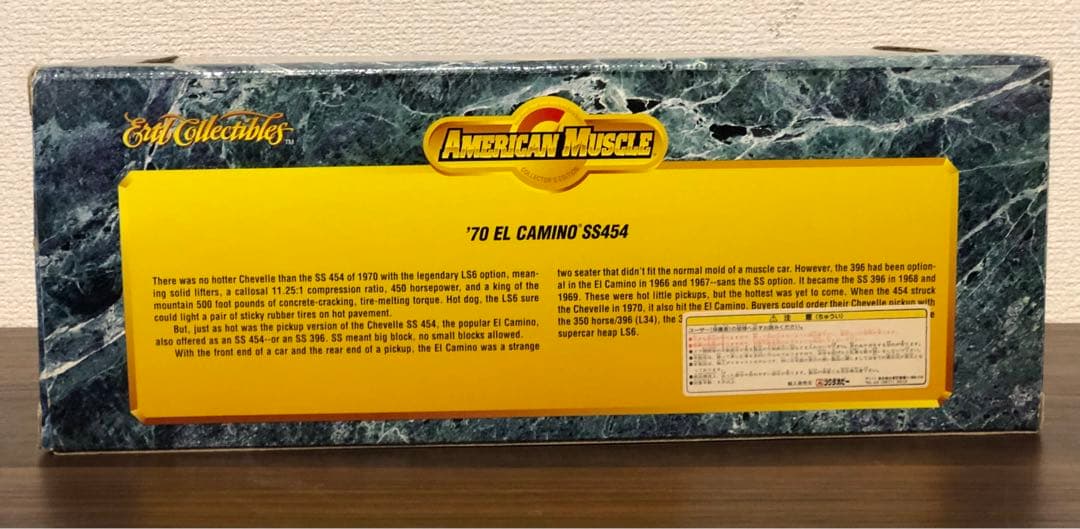 Ertl Collectibles™
AMERICAN MUSCLE
COLLECTOR'S EDITION
'70 EL CAMINO SS454
There was no hotter Chevelle than the SS 454 of 1970 with the legendary LS6 option, mean-
ing solid lifters, a callosal 11.25:1 compression ratio, 450 horsepower, and a king of the
mountain 500 foot pounds of concrete-cracking, tire-melting torque. Hot dog, the LS6 sure
could light a pair of sticky rubber tires on hot pavement.
But, just as hot was the pickup version of the Chevelle SS 454, the popular El Camino,
also offered as an SS 454--or an SS 396. SS meant big block, no small blocks allowed.
With the front end of a car and the rear end of a pickup, the El Camino was a strange
two seater that didn't fit the normal mold of a muscle car. However, the 396 had been option-
al in the El Camino in 1966 and 1967--sans the SS option. It became the SS 396 in 1968 and
1969. These were hot little pickups, but the hottest was yet to come. When the 454 struck
the Chevelle in 1970, it also hit the El Camino. Buyers could order their Chevelle pickup with
the 350 horse/396 (L34), the 3
supercar heap LS6.
⚠ 注 意 (ちゅうい)